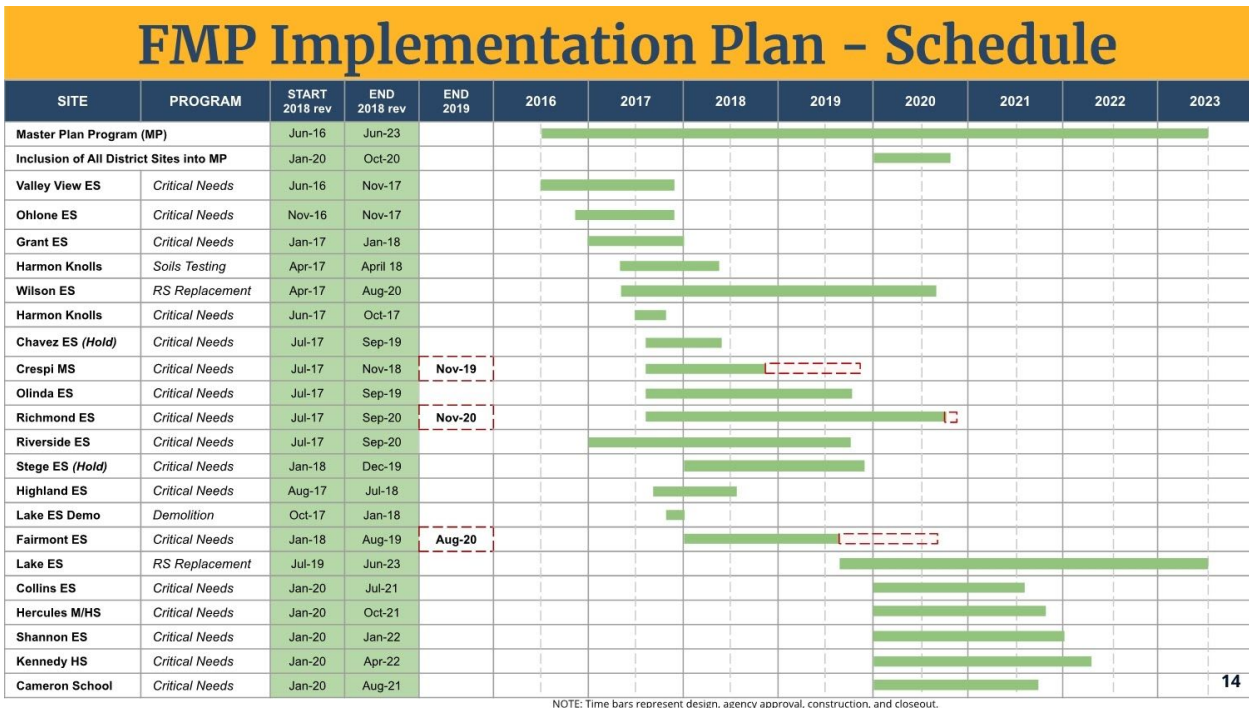 FMP Implementation Plan - Schedule
SITE PROGRAM START 2018 rev END 2018 rev END 2019 2016 2017 2018 2019 2020 2021 2022 2023
Master Plan Program (MP) Jun-16 Jun-23
Inclusion of All District Sites into MP Jan-20 Oct-20
Valley View ES Critical Needs Jun-16 Nov-17
Ohlone ES Critical Needs Nov-16 Nov-17
Grant ES Critical Needs Jan-17 Jan-18
Harmon Knolls Soils Testing Apr-17 April 18
Wilson ES RS Replacement Apr-17 Aug-20
Harmon Knolls Critical Needs Jun-17 Oct-17
Chavez ES (Hold) Critical Needs Jul-17 Sep-19
Crespi MS Critical Needs Jul-17 Nov-18 Nov-19
Olinda ES Critical Needs Jul-17 Sep-19
Richmond ES Critical Needs Jul-17 Sep-20 Nov-20
Riverside ES Critical Needs Jul-17 Sep-20
Stege ES (Hold) Critical Needs Jan-18 Dec-19
Highland ES Critical Needs Aug-17 Jul-18
Lake ES Demo Demolition Oct-17 Jan-18
Fairmont ES Critical Needs Jan-18 Aug-19 Aug-20
Lake ES RS Replacement Jul-19 Jun-23
Collins ES Critical Needs Jan-20 Jul-21
Hercules M/HS Critical Needs Jan-20 Oct-21
Shannon ES Critical Needs Jan-20 Jan-22
Kennedy HS Critical Needs Jan-20 Apr-22
Cameron School Critical Needs Jan-20 Aug-21
14
NOTE: Time bars represent design, agency approval, construction, and closeout.